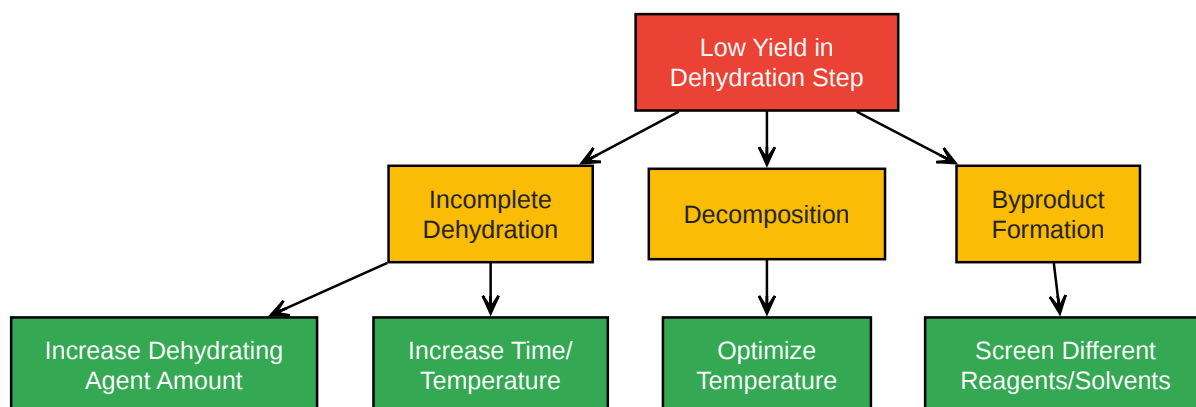 Low Yield in
Dehydration Step
Incomplete
Dehydration
Decomposition
Byproduct
Formation
Increase Dehydrating
Agent Amount
Increase Time/
Temperature
Optimize
Temperature
Screen Different
Reagents/Solvents